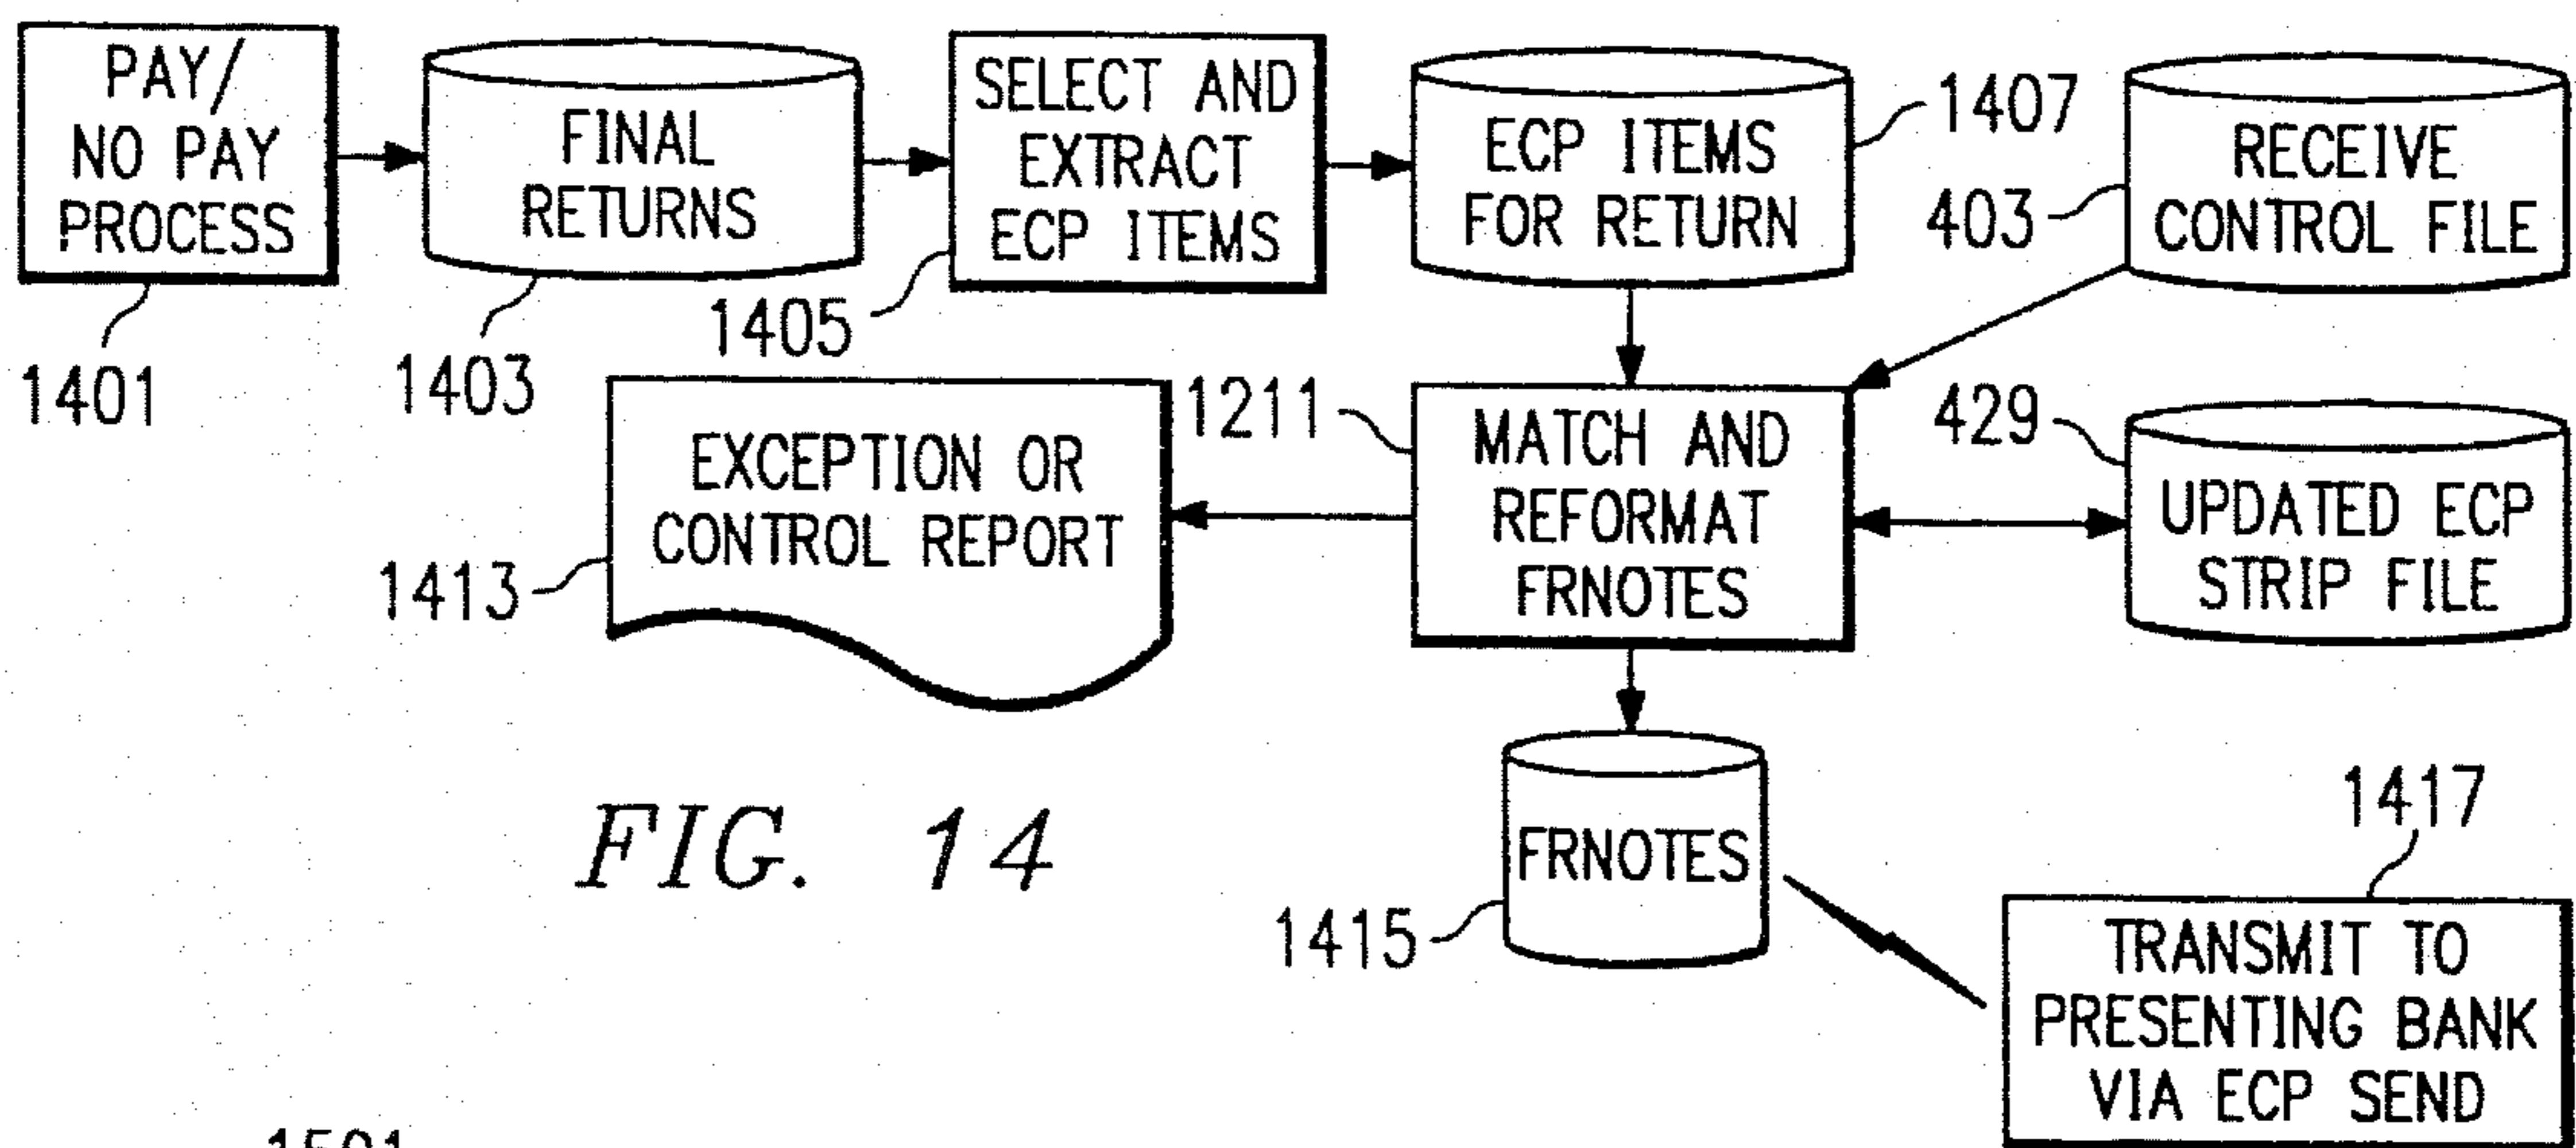 PAY/
NO PAY
PROCESS
1401
FINAL
RETURNS
1403
SELECT AND
EXTRACT
ECP ITEMS
1405
ECP ITEMS
FOR RETURN
1407
RECEIVE
CONTROL FILE
403
EXCEPTION OR
CONTROL REPORT
1413
1211
MATCH AND
REFORMAT
FRNOTES
429
UPDATED ECP
STRIP FILE
FRNOTES
1415
1417
TRANSMIT TO
PRESENTING BANK
VIA ECP SEND
FIG. 14